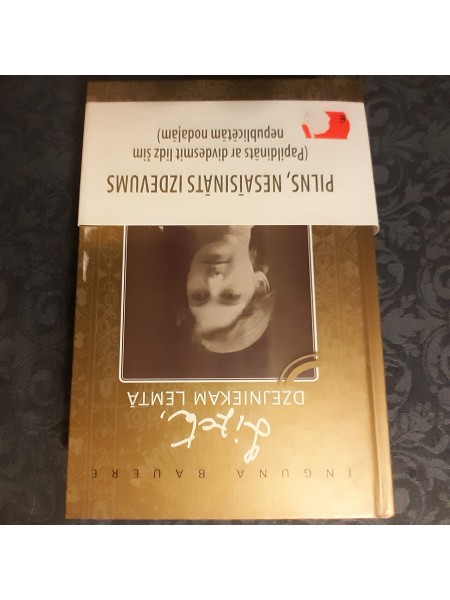 INGUNA BAUERE
Lizete,
DZEJNIEKAM LEMTĀ
PILNS, NESAĪSINĀTS IZDEVUMS
(Papildināts ar divdesmit līdz šim
nepublicētām nodaļām)